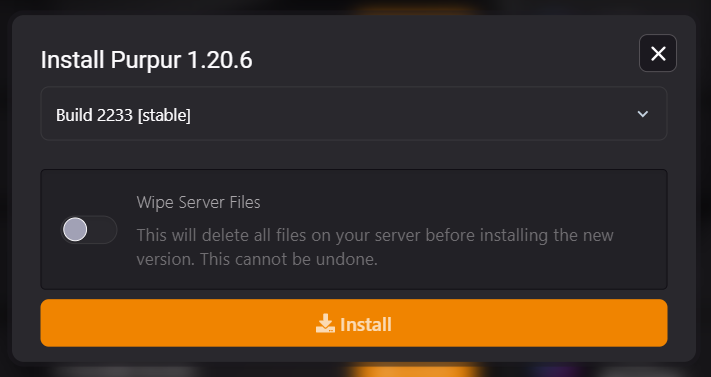 Install Purpur 1.20.6
Build 2233 [stable]
Wipe Server Files
This will delete all files on your server before installing the new
version. This cannot be undone.
Install